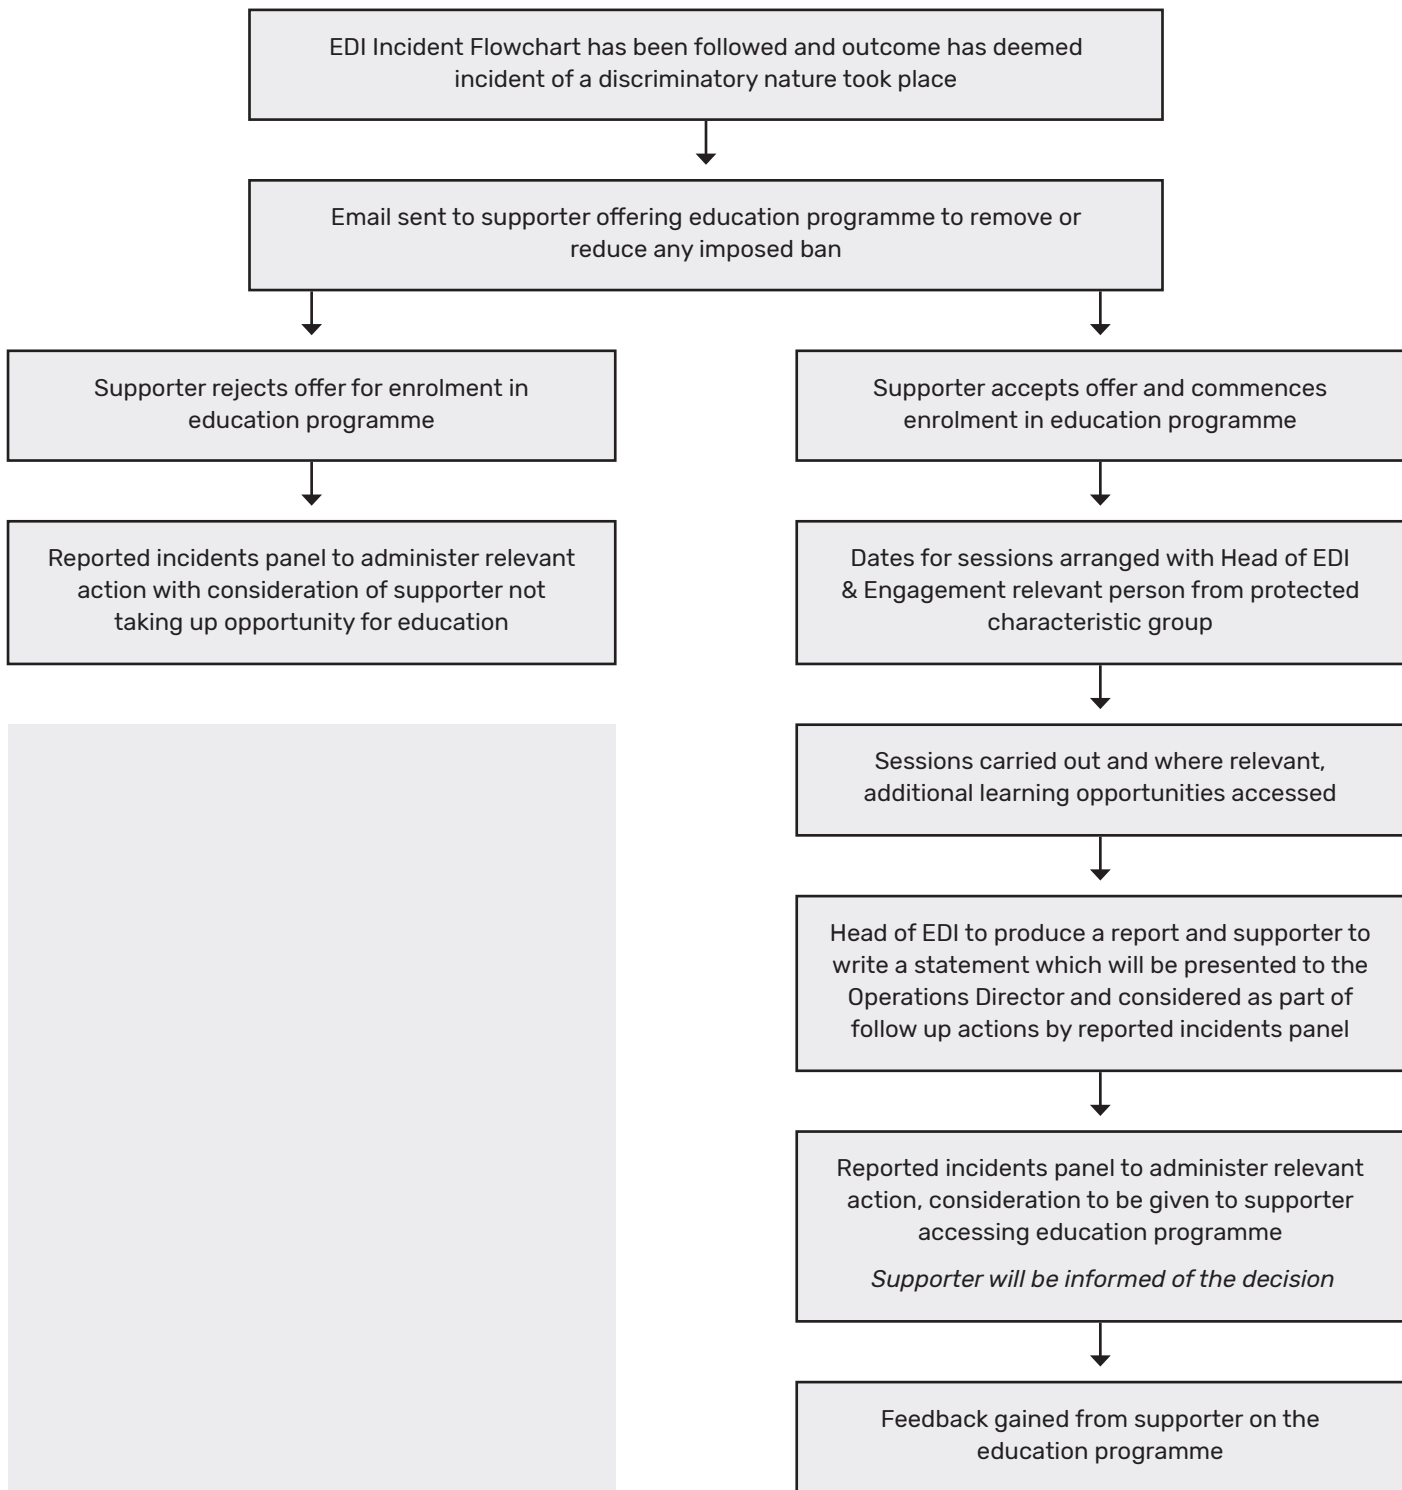 EDI Incident Flowchart has been followed and outcome has deemed
incident of a discriminatory nature took place
Email sent to supporter offering education programme to remove or
reduce any imposed ban
Supporter rejects offer for enrolment in
education programme
Reported incidents panel to administer relevant
action with consideration of supporter not
taking up opportunity for education
Supporter accepts offer and commences
enrolment in education programme
Dates for sessions arranged with Head of EDI
& Engagement relevant person from protected
characteristic group
Sessions carried out and where relevant,
additional learning opportunities accessed
Head of EDI to produce a report and supporter to
write a statement which will be presented to the
Operations Director and considered as part of
follow up actions by reported incidents panel
Reported incidents panel to administer relevant
action, consideration to be given to supporter
accessing education programme
Supporter will be informed of the decision
Feedback gained from supporter on the
education programme